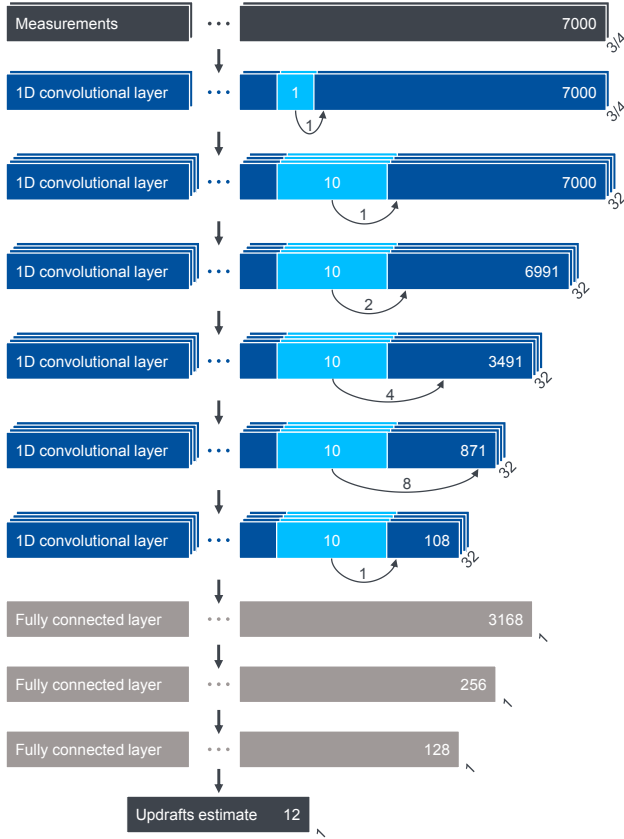 Measurements ... 7000 3/4
1D convolutional layer ... 1 7000 3/4
1
1D convolutional layer ... 10 7000 32
1
1D convolutional layer ... 10 6991 32
2
1D convolutional layer ... 10 3491 32
4
1D convolutional layer ... 10 871 32
8
1D convolutional layer ... 10 108 32
1
Fully connected layer ... 3168 1
Fully connected layer ... 256 1
Fully connected layer ... 128 1
Updrafts estimate 12 1